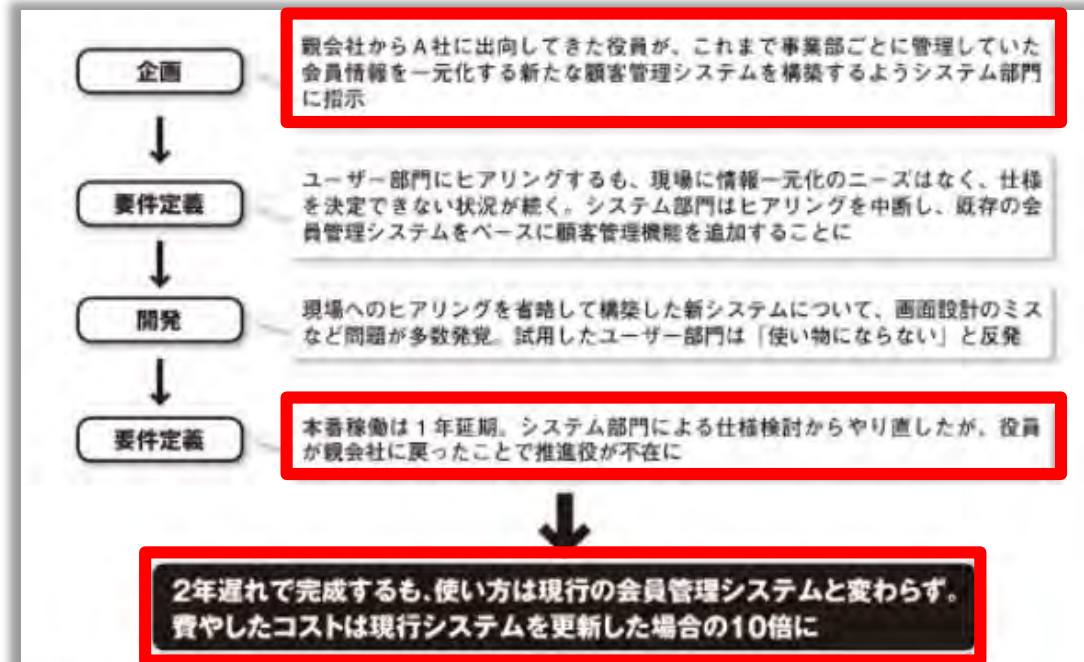 企画
親会社からA社に出向してきた役員が、これまで事業部ごとに管理していた
会員情報を一元化する新たな顧客管理システムを構築するようシステム部門
に指示
要件定義
ユーザー部門にヒアリングするも、現場に情報一元化のニーズはなく、仕様
を決定できない状況が続く。システム部門はヒアリングを中断し、既存の会
員管理システムをベースに顧客管理機能を追加することに
開発
現場へのヒアリングを省略して構築した新システムについて、画面設計のミス
など問題が多数発覚。試用したユーザー部門は「使い物にならない」と反発
要件定義
本番稼働は1年延期。システム部門による仕様検討からやり直したが、役員
が親会社に戻ったことで推進役が不在に
2年遅れで完成するも、使い方は現行の会員管理システムと変わらず。
費やしたコストは現行システムを更新した場合の10倍に